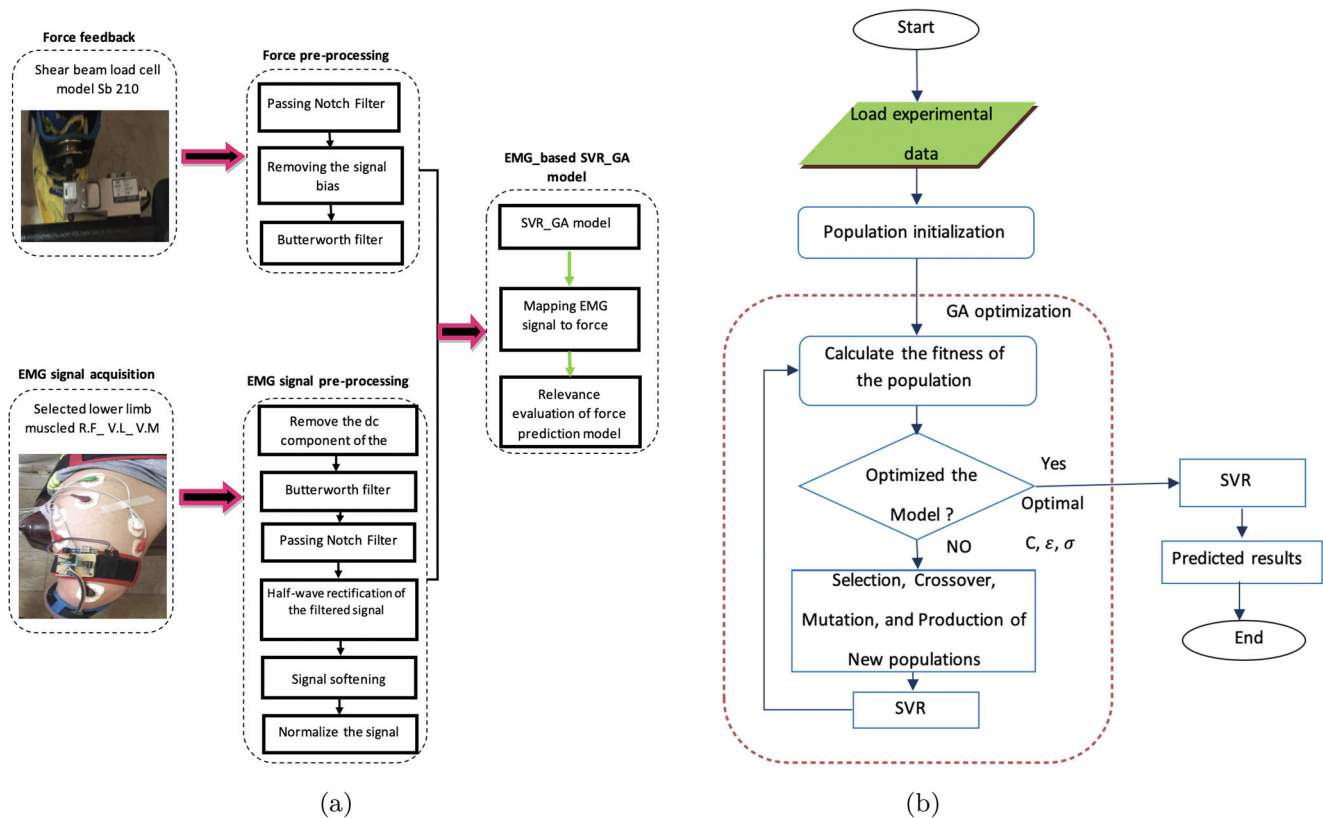 Force feedback
Shear beam load cell
model Sb 210
Force pre-processing
Passing Notch Filter
Removing the signal
bias
Butterworth filter
EMG signal acquisition
Selected lower limb
muscled R.F_ V.L_ V.M
EMG signal pre-processing
Remove the dc
component of the
Butterworth filter
Passing Notch Filter
Half-wave rectification of
the filtered signal
Signal softening
Normalize the signal
EMG_based SVR_GA
model
SVR_GA model
Mapping EMG
signal to force
Relevance
evaluation of force
prediction model
(a)
Start
Load experimental
data
Population initialization
GA optimization
Calculate the fitness of
the population
Optimized the
Model ?
Yes
Optimal
C, ε, σ
NO
Selection, Crossover,
Mutation, and Production of
New populations
SVR
SVR
Predicted results
End
(b)